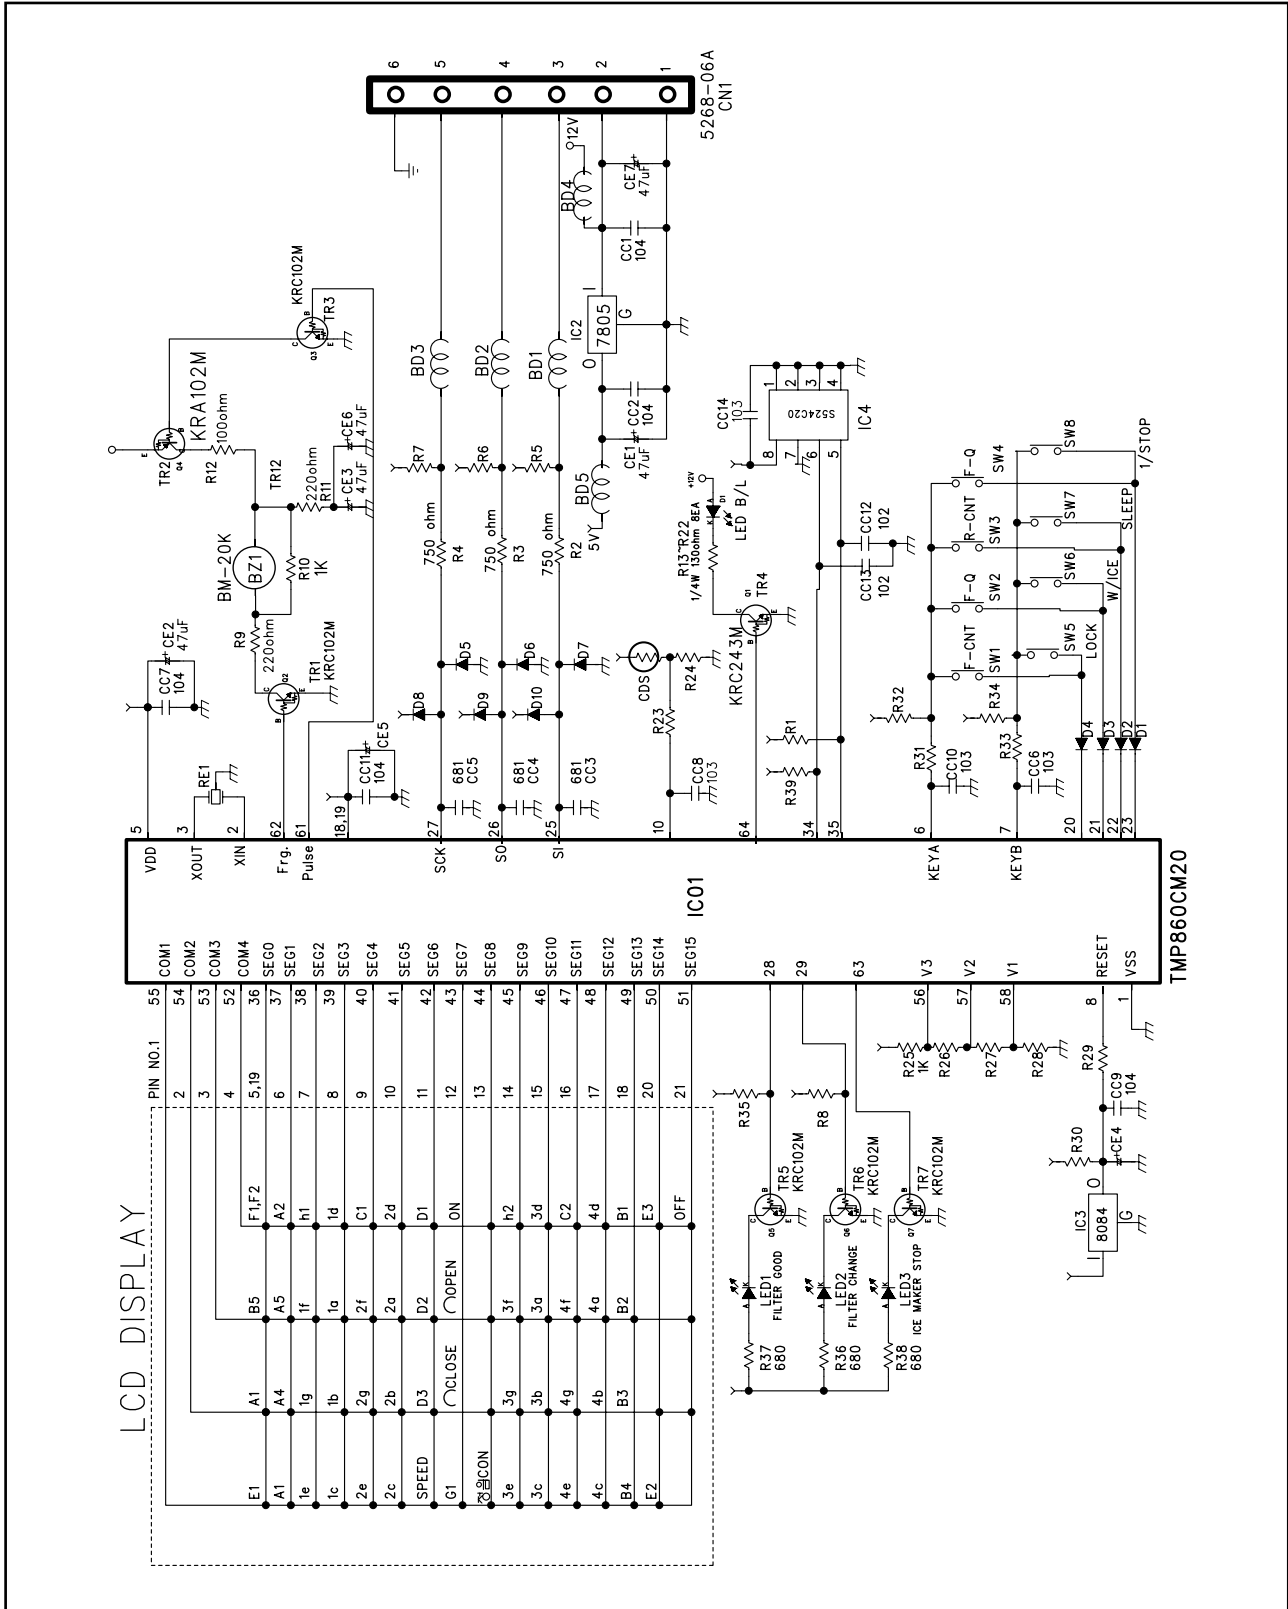 LCD DISPLAY
PIN NO.1
2
3
4
5,19
6
7
8
9
10
11
12
13
14
15
16
17
18
20
21
E1 A1 B5 F1,F2
A1 A4 A5 A2
1e 1g 1f h1
1c 1b 1a 1d
2e 2g 2f C1
2c 2b 2a 2d
SPEED D3 D2 D1
G1 CLOSE OPEN ON
ICON
3e 3g 3f h2
3c 3b 3a 3d
4e 4g 4f C2
4c 4b 4a 4d
B4 B3 B2 B1
E2 E3
OFF
55 COM1
54 COM2
53 COM3
52 COM4
36 SEG0
37 SEG1
38 SEG2
39 SEG3
40 SEG4
41 SEG5
42 SEG6
43 SEG7
44 SEG8
45 SEG9
46 SEG10
47 SEG11
48 SEG12
49 SEG13
50 SEG14
51 SEG15
28
29
63
56 V3
57 V2
58 V1
8 RESET
1 VSS
IC01
TMP860CM20
VDD 5
XOUT 3
XIN 2
Frg. 62
Pulse 61
18,19
SCK 27
SO 26
SI 25
10
64
34
35
KEYA 6
KEYB 7
20
21
22
23
R37
680
LED1
FILTER GOOD
A K
C B E
Q5
TR5
KRC102M
R35
R36
680
LED2
FILTER CHANGE
A K
C B E
Q6
TR6
KRC102M
R8
R38
680
LED3
ICE MAKER STOP
A K
C B E
Q7
TR7
KRC102M
R25
1K
R26
R27
R28
R29
CC9
104
R30
CE4
IC3
8084
I O
G
CC7
104
CE2
47uF
RE1
R9
220ohm
C B E
Q2
TR1
KRC102M
BM-20K
BZ1
R10
1K
TR12
220ohm
R11
CE3
47uF
CE6
47uF
R12
100ohm
TR2
KRA102M
E B
Q4
KRC102M
TR3
C B E
Q3
CC11
104
CE5
681
CC5
681
CC4
681
CC3
D8
D9
D10
D5
D6
D7
750 ohm
R4
750 ohm
R3
750 ohm
R2
R7
R6
R5
BD3
BD2
BD1
5V
BD5
CE1
47uF
CC2
104
IC2
7805
O I
G
CC1
104
BD4
12V
CE7
47uF
6
5
4
3
2
1
5268-06A
CN1
CDS
R24
R23
CC8
103
KRC243M
C B E
Q1
TR4
R13~R22
1/4W 130ohm 8EA
K A
D1
LED B/L
+12V
R1
R39
CC13
102
CC12
102
CC14
103
S524C20
IC4
8 1
7 2
6 3
5 4
R32
R31
CC10
103
R34
R33
CC6
103
D4
D3
D2
D1
F-CNT
SW1
F-Q
SW2
R-CNT
SW3
F-Q
SW4
SW5
LOCK
SW6
W/ICE
SW7
SLEEP
SW8
1/STOP